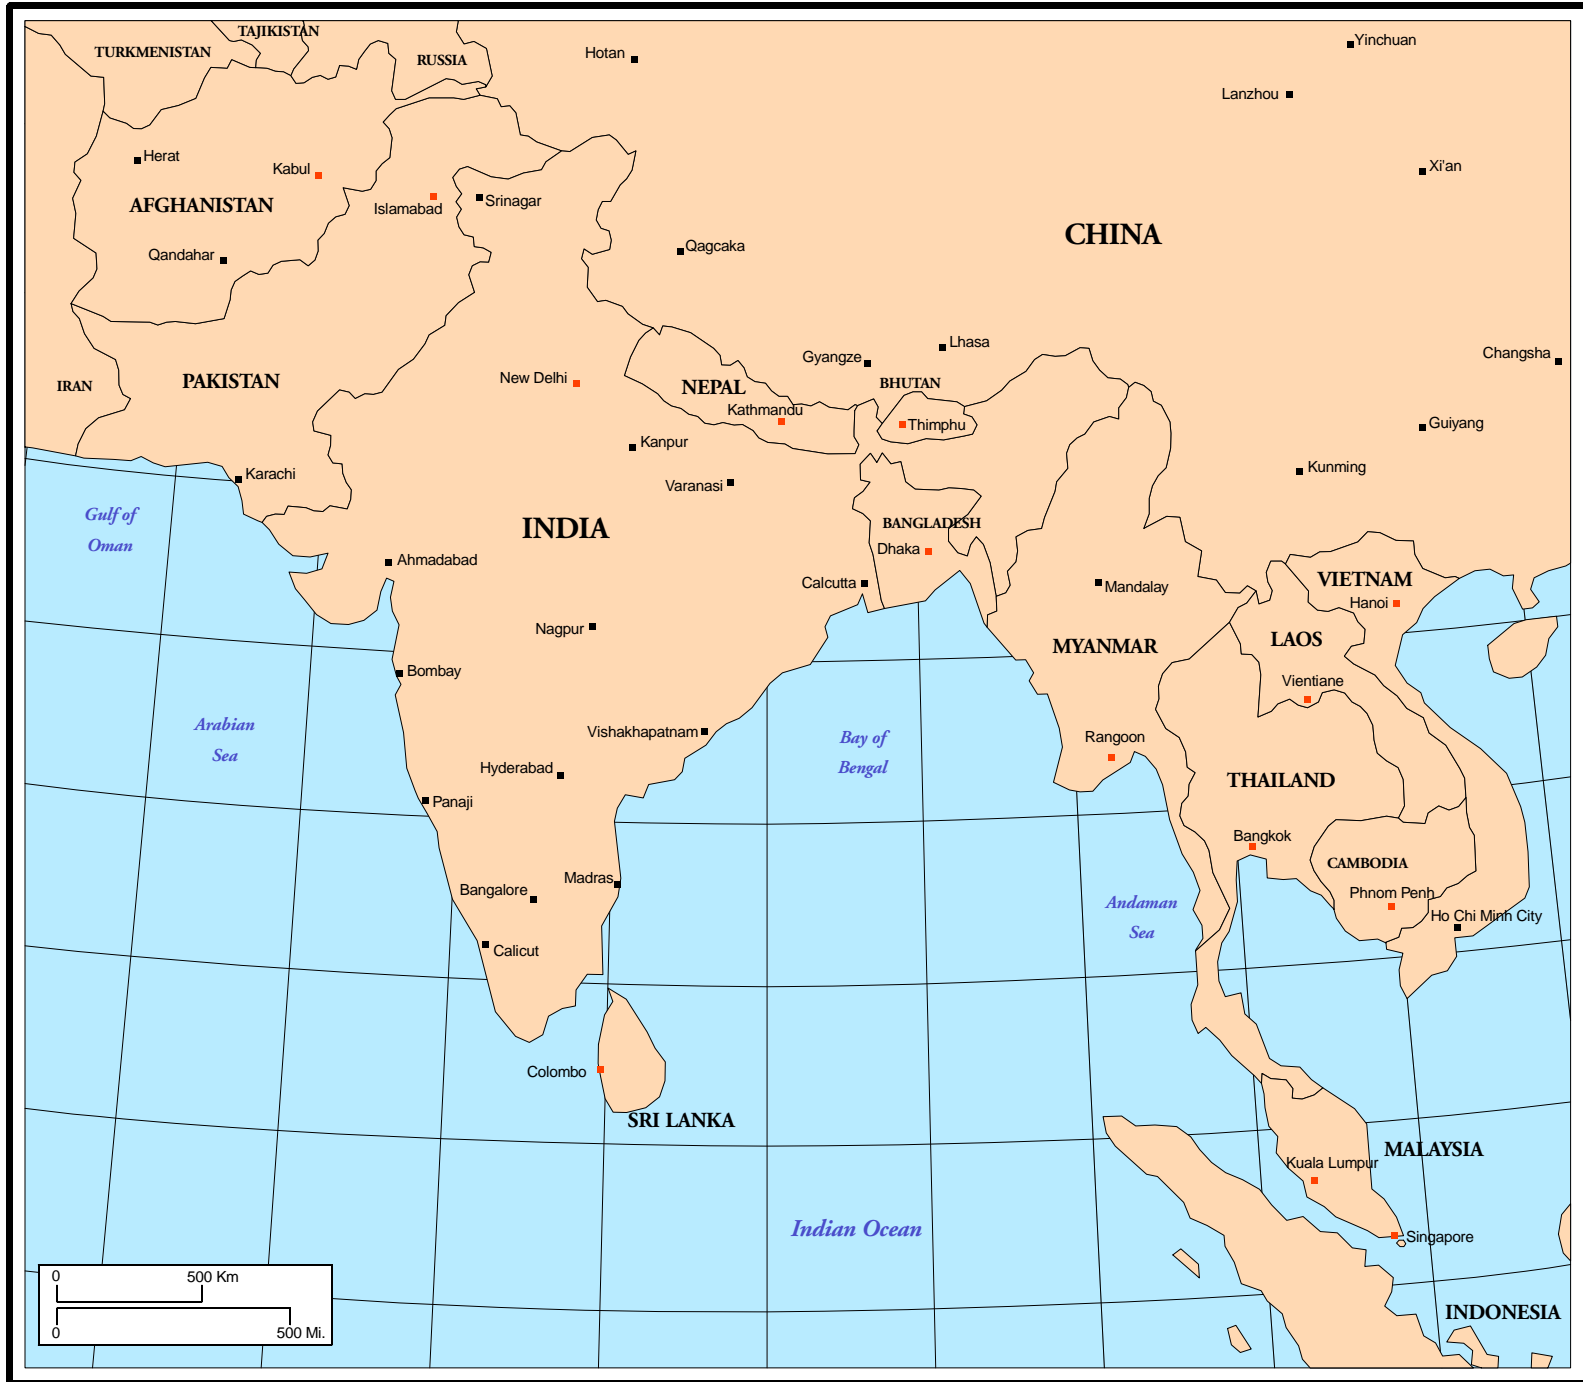 TAJIKISTAN
TURKMENISTAN
RUSSIA
Hotan
Yinchuan
Lanzhou
Herat
Kabul
Xi'an
AFGHANISTAN
Islamabad
Srinagar
CHINA
Qandahar
Qagcaka
Lhasa
Gyangze
Changsha
IRAN
PAKISTAN
New Delhi
NEPAL
BHUTAN
Kathmandu
Thimphu
Guiyang
Kanpur
Karachi
Varanasi
Kunming
Gulf of
Oman
INDIA
BANGLADESH
Dhaka
Ahmadabad
Calcutta
Mandalay
VIETNAM
Hanoi
Nagpur
MYANMAR
LAOS
Bombay
Vientiane
Arabian
Sea
Vishakhapatnam
Bay of
Bengal
Rangoon
Hyderabad
THAILAND
Panaji
Bangkok
CAMBODIA
Madras
Bangalore
Phnom Penh
Andaman
Sea
Ho Chi Minh City
Calicut
Colombo
SRI LANKA
MALAYSIA
Kuala Lumpur
Indian Ocean
Singapore
0 500 Km
INDONESIA
0 500 Mi.